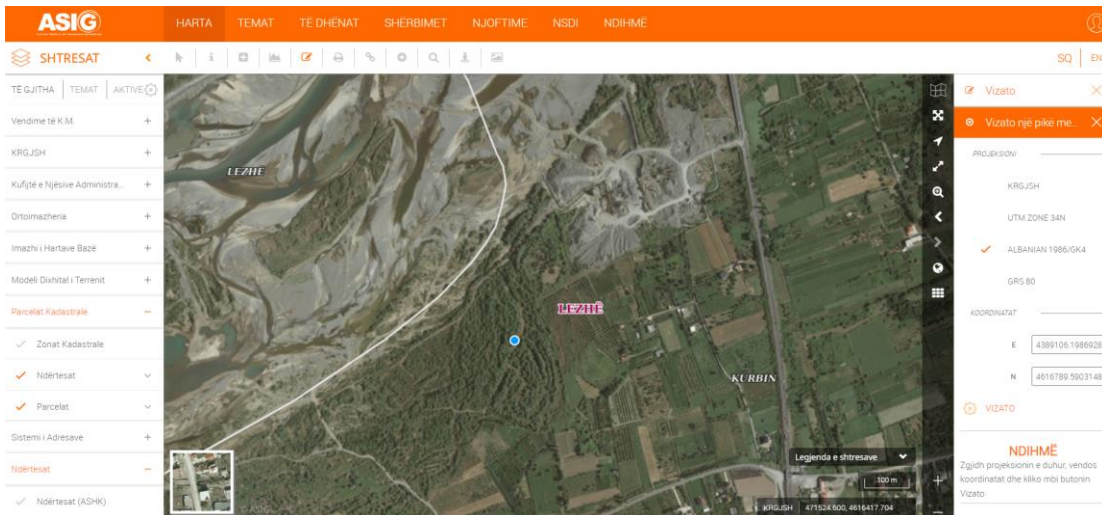 ASIG
HARTA TEMAT TË DHËNAT SHËRBIMET NJOFTIME NSDI NDIHMË
SHTRESAT
SQ EN
TË GJITHA TEMAT AKTIVE
Vendime të K.M.
KRGJSH
Kufijtë e Njësive Administra...
Ortoimazheria
Imazhi i Hartave Bazë
Modeli Dixhital i Terrenit
Parcelat Kadastrale
Zonat Kadastrale
Ndërtesat
Parcelat
Sistemi i Adresave
Ndërtesat
Ndërtesat (ASHK)
LEZHË
LEZHË
KURBIN
Legjenda e shtresave
100 m
KRGJSH 471524.600, 4616417.704
Vizato
Vizato një pikë me...
PROJEKSIONI
KRGJSH
UTM ZONE 34N
ALBANIAN 1986/GK4
GRS 80
KOORDINATAT
E 4389106.1986928
N 4616789.5903148
VIZATO
NDIHMË
Zgjidh projeksionin e duhur, vendos
koordinatat dhe kliko mbi butonin
Vizato